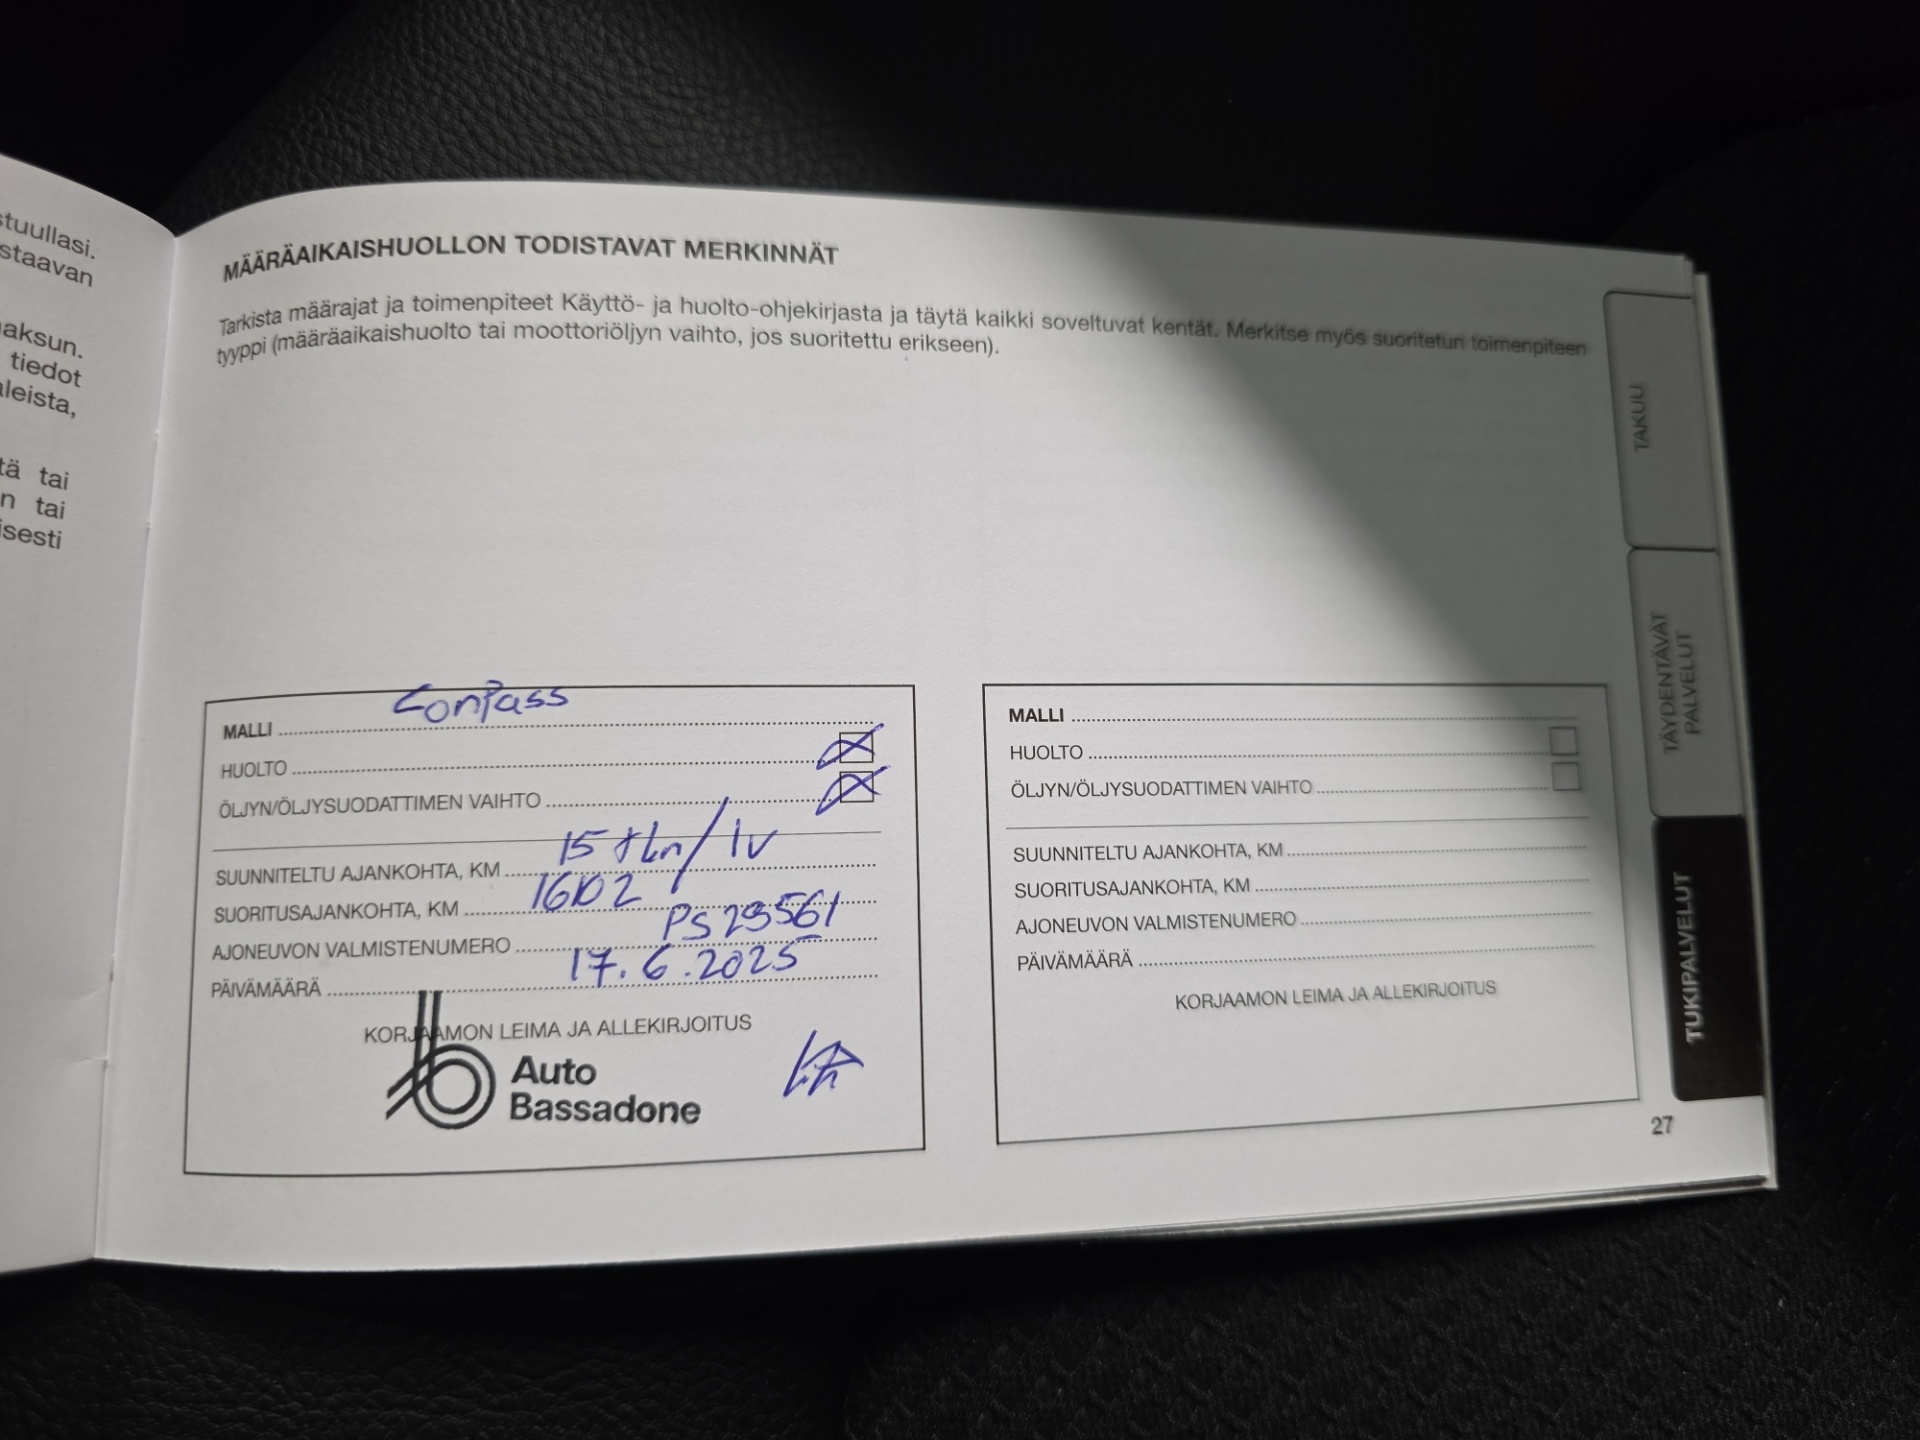 stuullasi.
staavan
aksun.
tiedot
leista,
tä tai
n tai
isesti
MÄÄRÄAIKAISHUOLLON TODISTAVAT MERKINNÄT
Tarkista määrajat ja toimenpiteet Käyttö- ja huolto-ohjekirjasta ja täytä kaikki soveltuvat kentät. Merkitse myös suoritetun toimenpiteen
tyyppi (määräaikaishuolto tai moottoriöljyn vaihto, jos suoritettu erikseen).
MALLI Compass
HUOLTO
ÖLJYN/ÖLJYSUODATTIMEN VAIHTO
SUUNNITELTU AJANKOHTA, KM 15 tkm/1v
SUORITUSAJANKOHTA, KM 16102
AJONEUVON VALMISTENUMERO PS29561
PÄIVÄMÄÄRÄ 17.6.2025
KORJAAMON LEIMA JA ALLEKIRJOITUS
Auto
Bassadone
MALLI
HUOLTO
ÖLJYN/ÖLJYSUODATTIMEN VAIHTO
SUUNNITELTU AJANKOHTA, KM
SUORITUSAJANKOHTA, KM
AJONEUVON VALMISTENUMERO
PÄIVÄMÄÄRÄ
KORJAAMON LEIMA JA ALLEKIRJOITUS
TAKUU
TÄYDENTÄVÄT
PALVELUT
TUKIPALVELUT
27